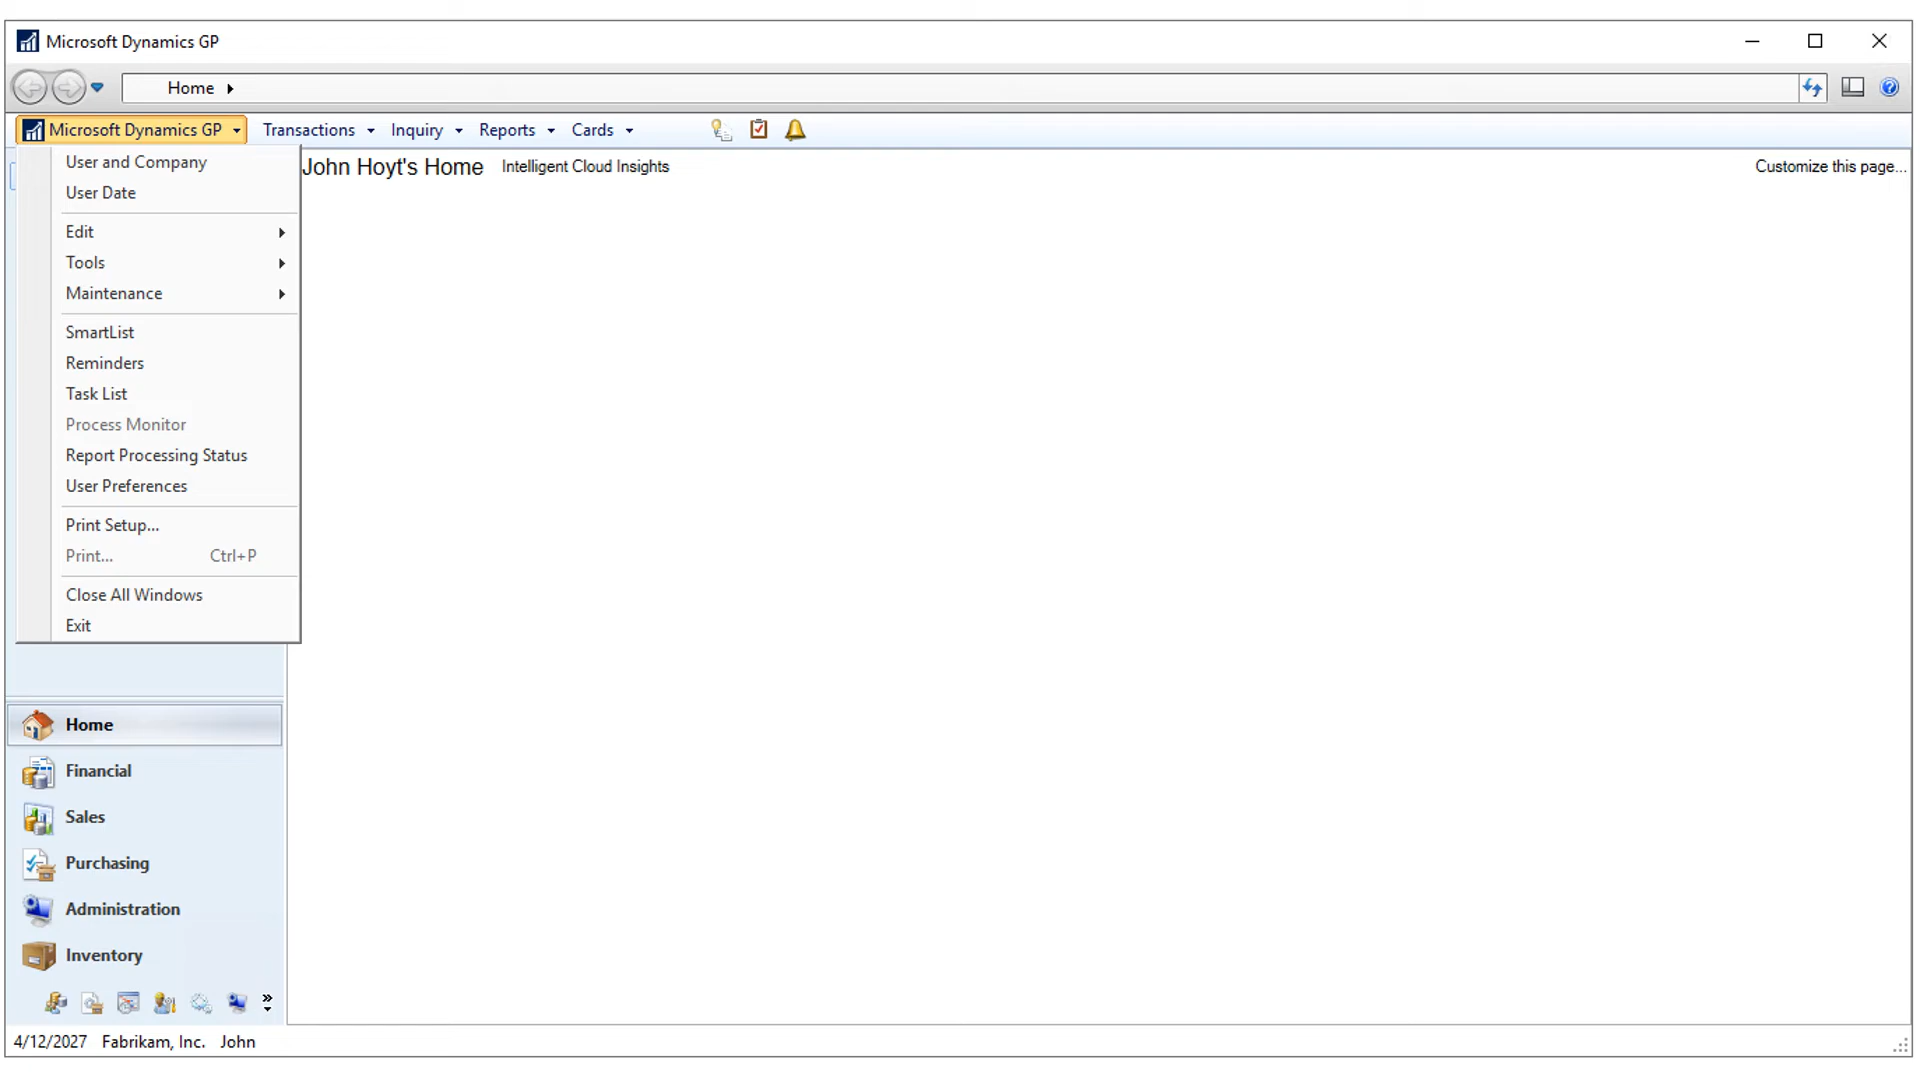 Microsoft Dynamics GP
Home
Microsoft Dynamics GP Transactions Inquiry Reports Cards
John Hoyt's Home Intelligent Cloud Insights Customize this page...
User and Company
User Date
Edit
Tools
Maintenance
SmartList
Reminders
Task List
Process Monitor
Report Processing Status
User Preferences
Print Setup...
Print... Ctrl+P
Close All Windows
Exit
Home
Financial
Sales
Purchasing
Administration
Inventory
4/12/2027 Fabrikam, Inc. John